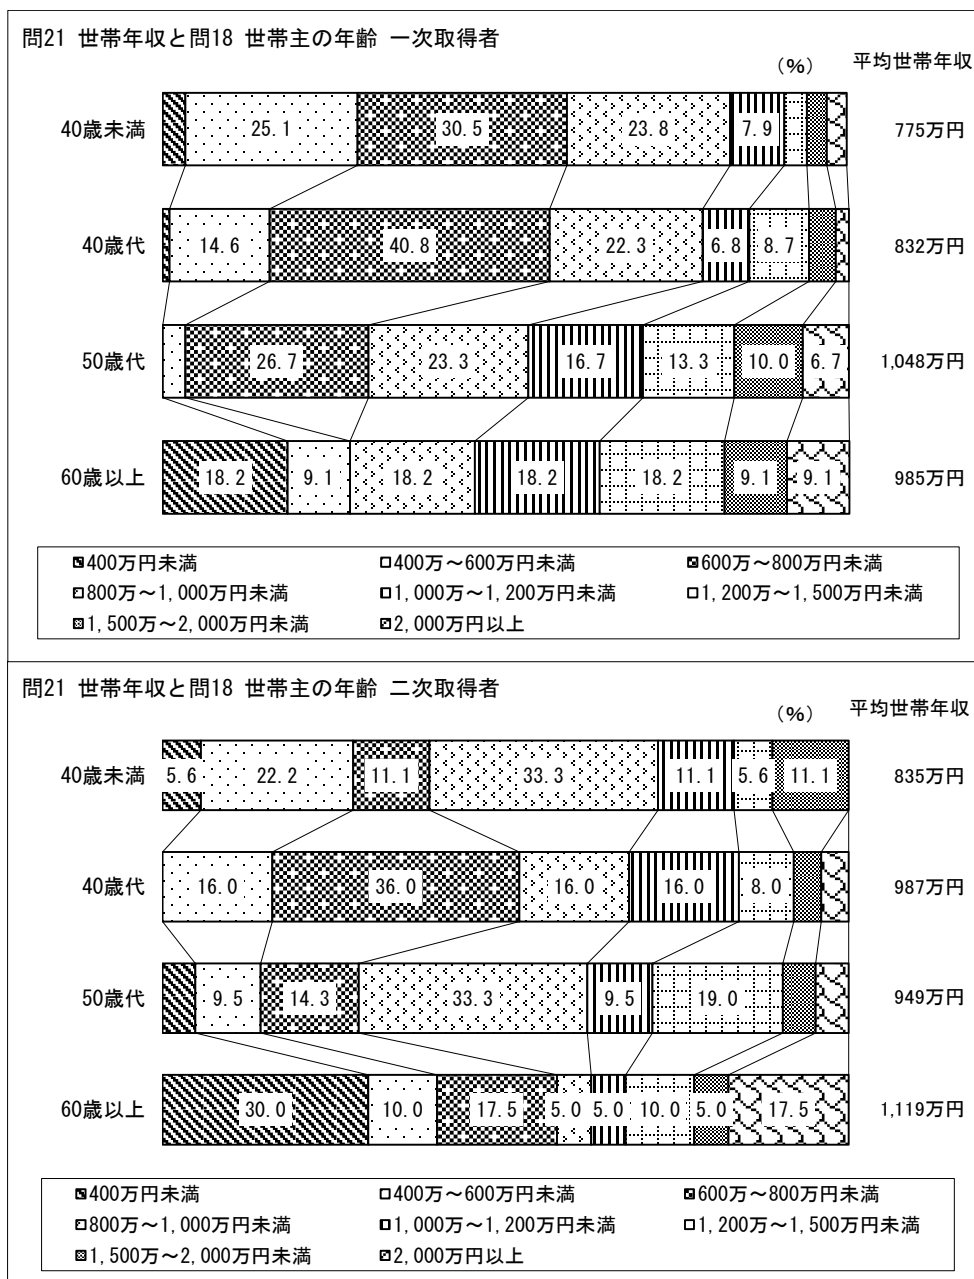 問21 世帯年収と問18 世帯主の年齢 一次取得者
（%） 平均世帯年収
40歳未満 25.1 30.5 23.8 7.9 775万円
40歳代 14.6 40.8 22.3 6.8 8.7 832万円
50歳代 26.7 23.3 16.7 13.3 10.0 6.7 1,048万円
60歳以上 18.2 9.1 18.2 18.2 18.2 9.1 9.1 985万円
400万円未満 400万～600万円未満 600万～800万円未満
800万～1,000万円未満 1,000万～1,200万円未満 1,200万～1,500万円未満
1,500万～2,000万円未満 2,000万円以上
問21 世帯年収と問18 世帯主の年齢 二次取得者
（%） 平均世帯年収
40歳未満 5.6 22.2 11.1 33.3 11.1 5.6 11.1 835万円
40歳代 16.0 36.0 16.0 16.0 8.0 987万円
50歳代 9.5 14.3 33.3 9.5 19.0 949万円
60歳以上 30.0 10.0 17.5 5.0 5.0 10.0 5.0 17.5 1,119万円
400万円未満 400万～600万円未満 600万～800万円未満
800万～1,000万円未満 1,000万～1,200万円未満 1,200万～1,500万円未満
1,500万～2,000万円未満 2,000万円以上